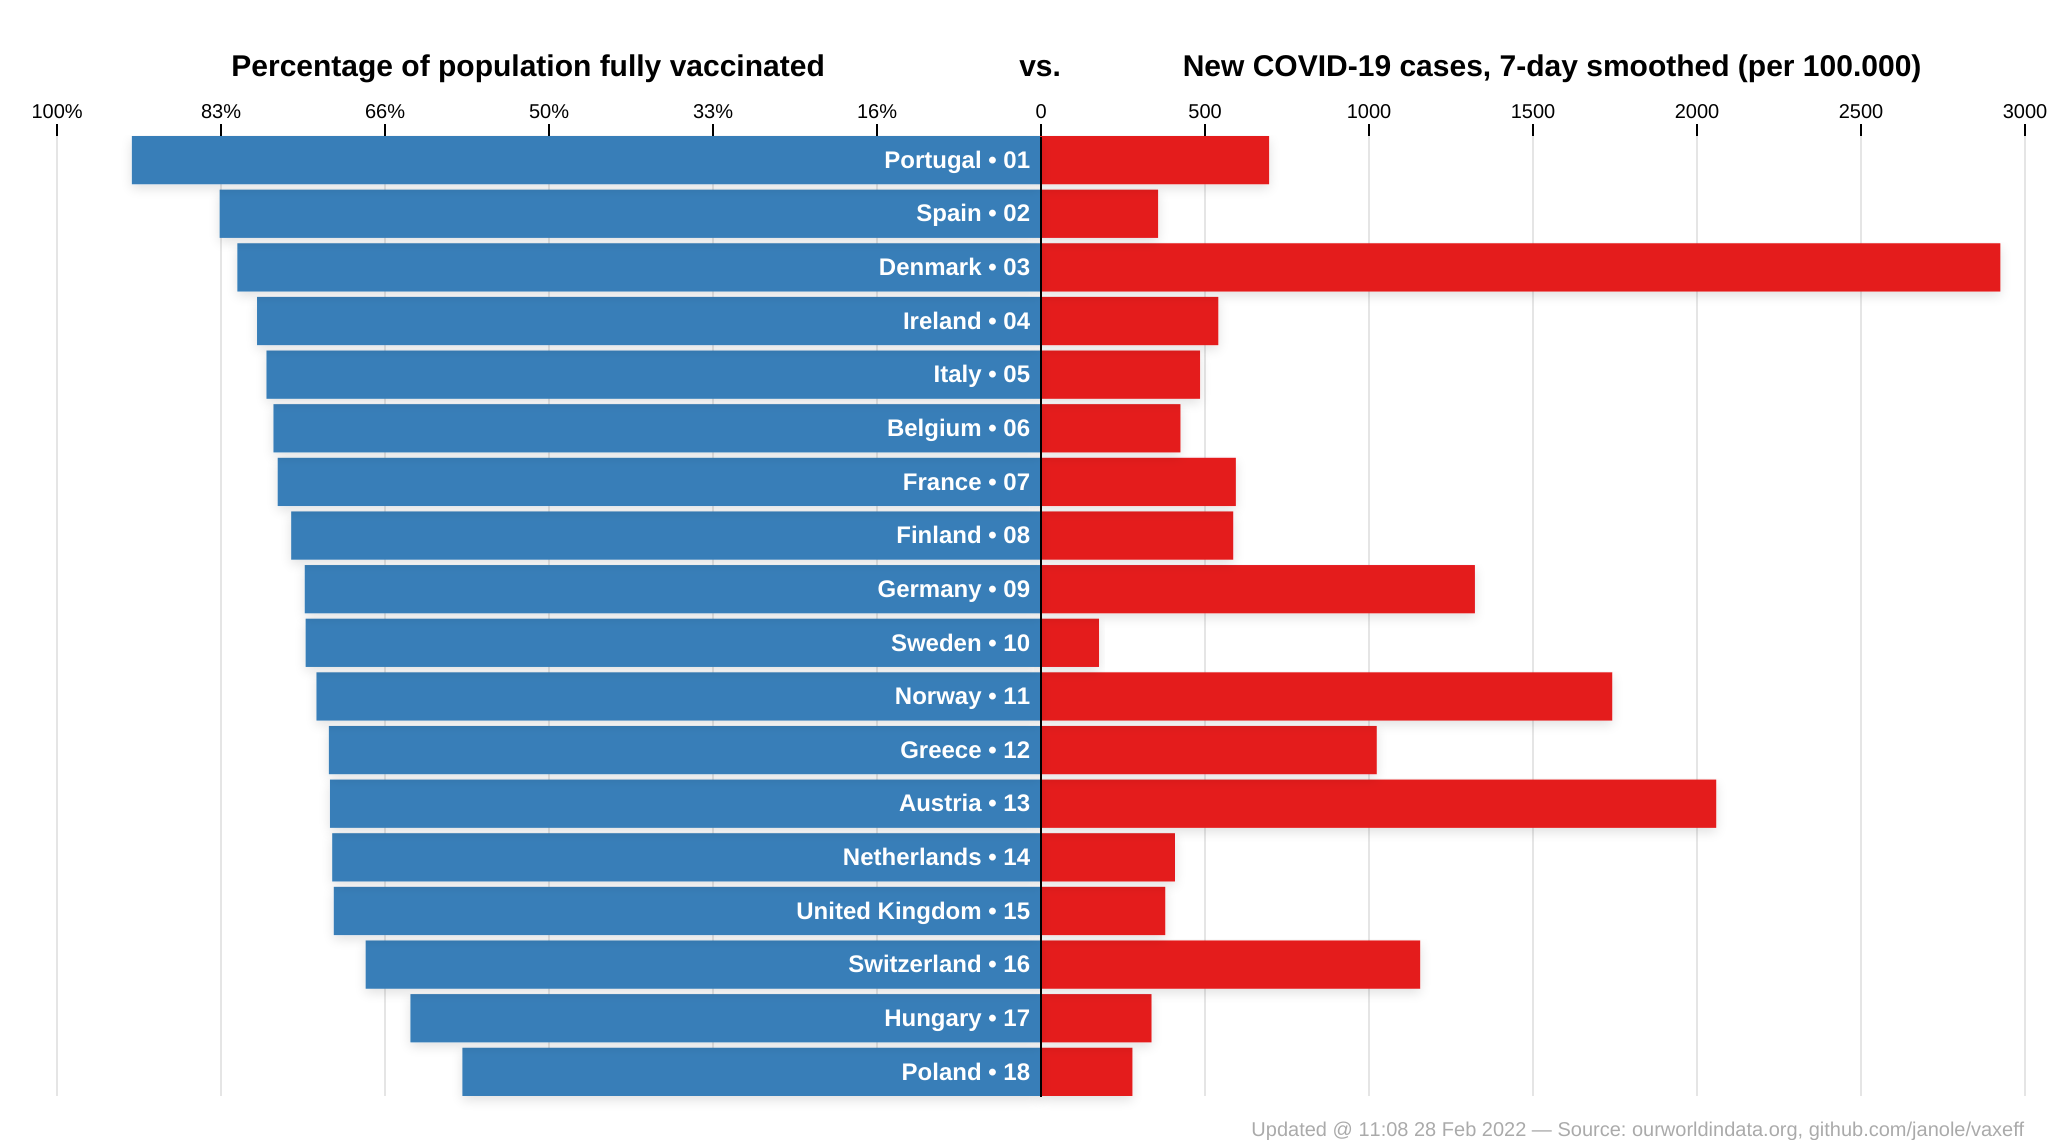 Percentage of population fully vaccinated vs. New COVID-19 cases, 7-day smoothed (per 100.000)
100% 83% 66% 50% 33% 16% 0 500 1000 1500 2000 2500 3000
Portugal • 01
Spain • 02
Denmark • 03
Ireland • 04
Italy • 05
Belgium • 06
France • 07
Finland • 08
Germany • 09
Sweden • 10
Norway • 11
Greece • 12
Austria • 13
Netherlands • 14
United Kingdom • 15
Switzerland • 16
Hungary • 17
Poland • 18
Updated @ 11:08 28 Feb 2022 — Source: ourworldindata.org, github.com/janole/vaxeff